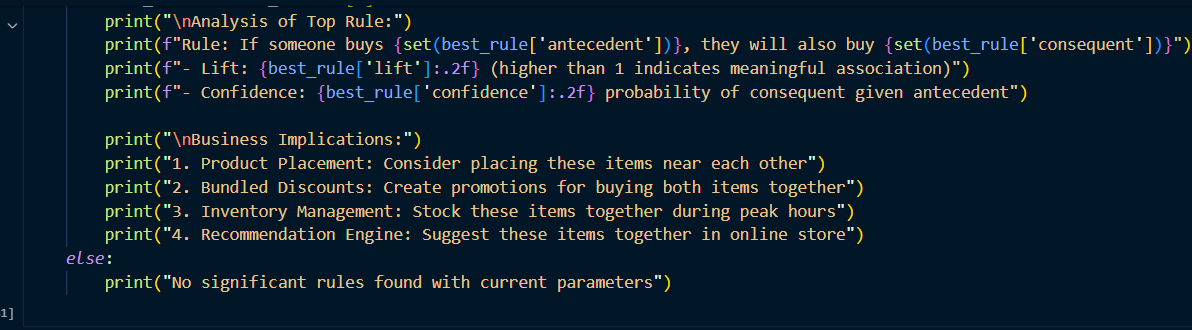 print("\nAnalysis of Top Rule:")
print(f"Rule: If someone buys {set(best_rule['antecedent'])}, they will also buy {set(best_rule['consequent'])}")
print(f"- Lift: {best_rule['lift']:.2f} (higher than 1 indicates meaningful association)")
print(f"- Confidence: {best_rule['confidence']:.2f} probability of consequent given antecedent")
print("\nBusiness Implications:")
print("1. Product Placement: Consider placing these items near each other")
print("2. Bundled Discounts: Create promotions for buying both items together")
print("3. Inventory Management: Stock these items together during peak hours")
print("4. Recommendation Engine: Suggest these items together in online store")
else:
print("No significant rules found with current parameters")
1]